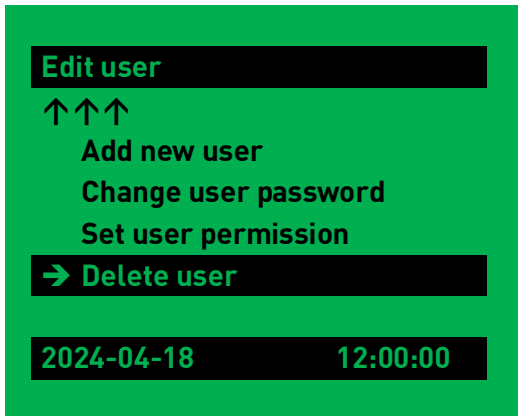 Edit user
↑↑↑
Add new user
Change user password
Set user permission
→ Delete user
2024-04-18 12:00:00